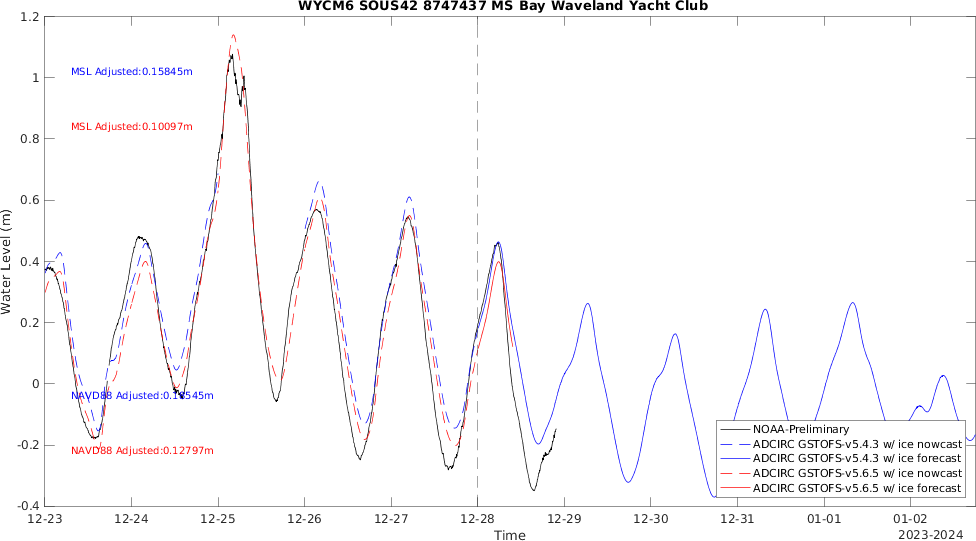 WYCM6 SOUS42 8747437 MS Bay Waveland Yacht Club
Water Level (m)
1.2
1
0.8
0.6
0.4
0.2
0
-0.2
-0.4
MSL Adjusted:0.15845m
MSL Adjusted:0.10097m
NAVD88 Adjusted:0.18545m
NAVD88 Adjusted:0.12797m
NOAA-Preliminary
ADCIRC GSTOFS-v5.4.3 w/ ice nowcast
ADCIRC GSTOFS-v5.4.3 w/ ice forecast
ADCIRC GSTOFS-v5.6.5 w/ ice nowcast
ADCIRC GSTOFS-v5.6.5 w/ ice forecast
12-23 12-24 12-25 12-26 12-27 12-28 12-29 12-30 12-31 01-01 01-02
Time
2023-2024